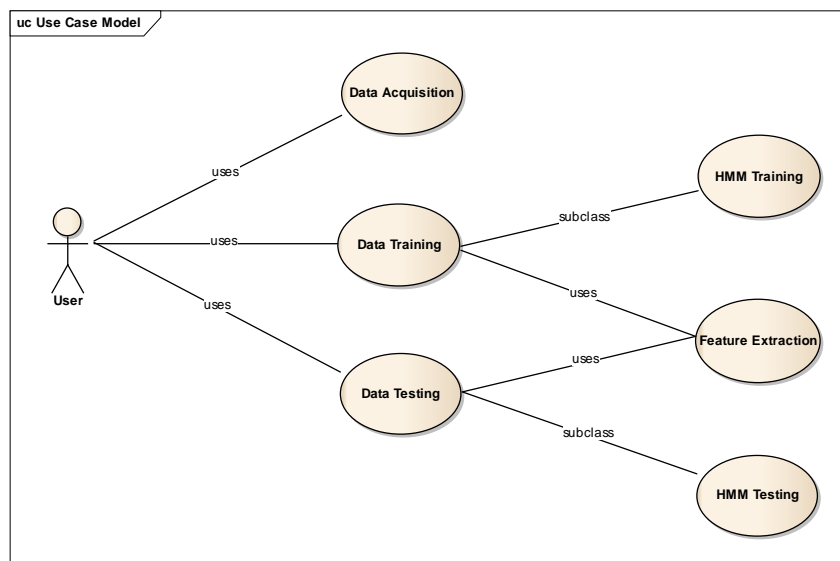 uc Use Case Model
Data Acquisition
uses
HMM Training
subclass
uses
Data Training
User
uses
uses
Feature Extraction
uses
Data Testing
subclass
HMM Testing